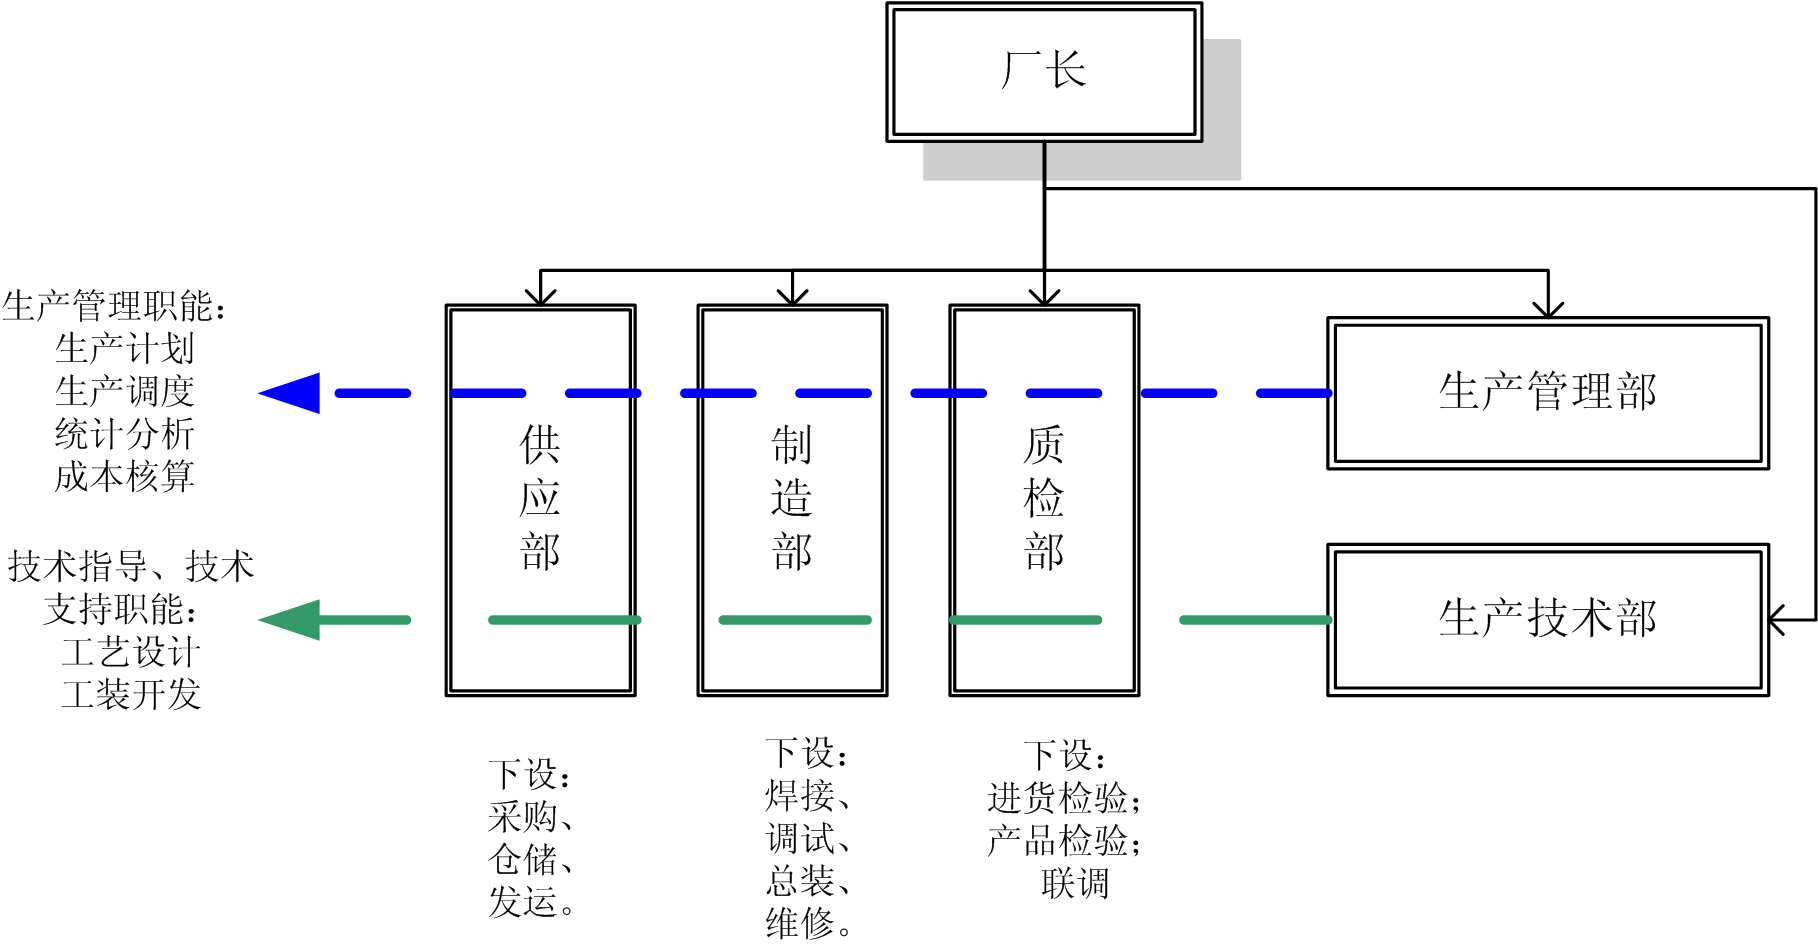 厂长
生产管理职能：
生产计划
生产调度
统计分析
成本核算
技术指导、技术
支持职能：
工艺设计
工装开发
供
应
部
制
造
部
质
检
部
生产管理部
生产技术部
下设：
采购、
仓储、
发运。
下设：
焊接、
调试、
总装、
维修。
下设：
进货检验；
产品检验；
联调